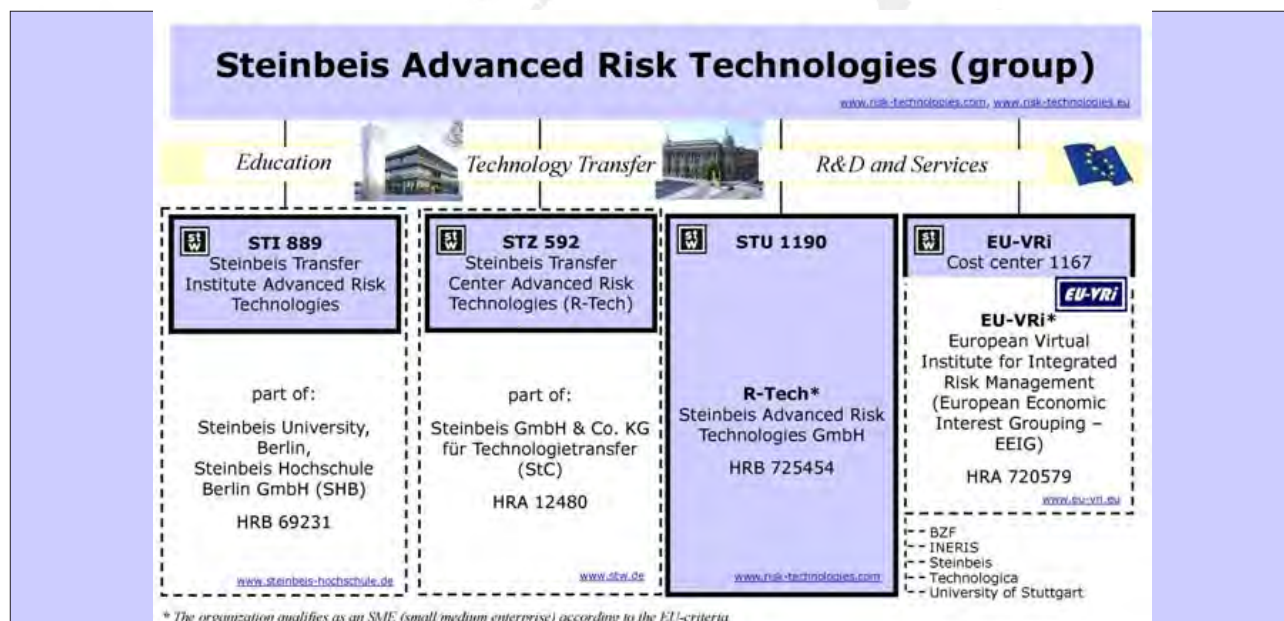 Steinbeis Advanced Risk Technologies (group)
www.risk-technologies.com, www.risk-technologies.eu
Education
Technology Transfer
R&D and Services
STI 889
Steinbeis Transfer
Institute Advanced Risk
Technologies
part of:
Steinbeis University,
Berlin,
Steinbeis Hochschule
Berlin GmbH (SHB)
HRB 69231
www.steinbeis-hochschule.de
STZ 592
Steinbeis Transfer
Center Advanced Risk
Technologies (R-Tech)
part of:
Steinbeis GmbH & Co. KG
für Technologietransfer
(StC)
HRA 12480
www.stw.de
STU 1190
R-Tech*
Steinbeis Advanced Risk
Technologies GmbH
HRB 725454
www.risk-technologies.com
EU-VRi
Cost center 1167
EU-VRi
EU-VRi*
European Virtual
Institute for Integrated
Risk Management
(European Economic
Interest Grouping –
EEIG)
HRA 720579
www.eu-vri.eu
BZF
INERIS
Steinbeis
Technologica
University of Stuttgart
* The organization qualifies as an SME (small/medium enterprise) according to the EU-criteria